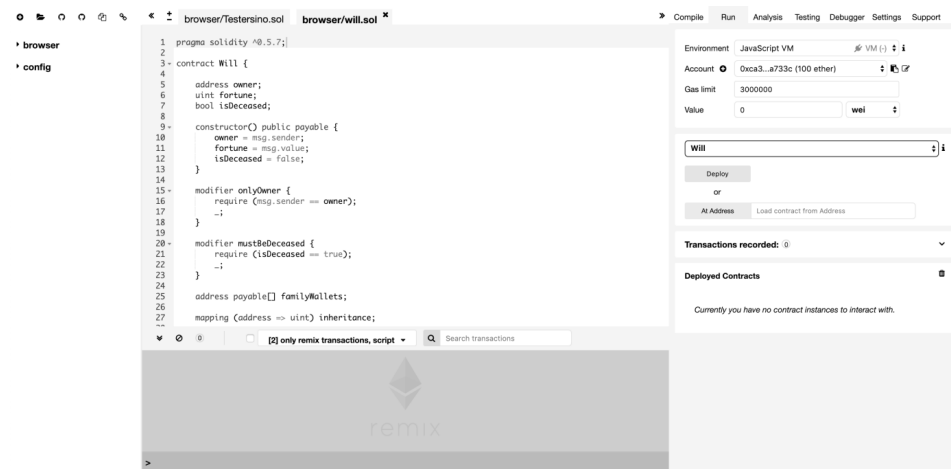 browser/Testersino.sol browser/will.sol
Compile Run Analysis Testing Debugger Settings Support
browser
config
1 pragma solidity ^0.5.7;
2
3 contract Will {
4
5 address owner;
6 uint fortune;
7 bool isDeceased;
8
9 constructor() public payable {
10 owner = msg.sender;
11 fortune = msg.value;
12 isDeceased = false;
13 }
14
15 modifier onlyOwner {
16 require (msg.sender == owner);
17 _;
18 }
19
20 modifier mustBeDeceased {
21 require (isDeceased == true);
22 _;
23 }
24
25 address payable[] familyWallets;
26
27 mapping (address => uint) inheritance;
0 [2] only remix transactions, script Search transactions
remix
>
Environment JavaScript VM VM (-) i
Account 0xca3...a733c (100 ether)
Gas limit 3000000
Value 0 wei
Will i
Deploy
or
At Address Load contract from Address
Transactions recorded: 0
Deployed Contracts
Currently you have no contract instances to interact with.